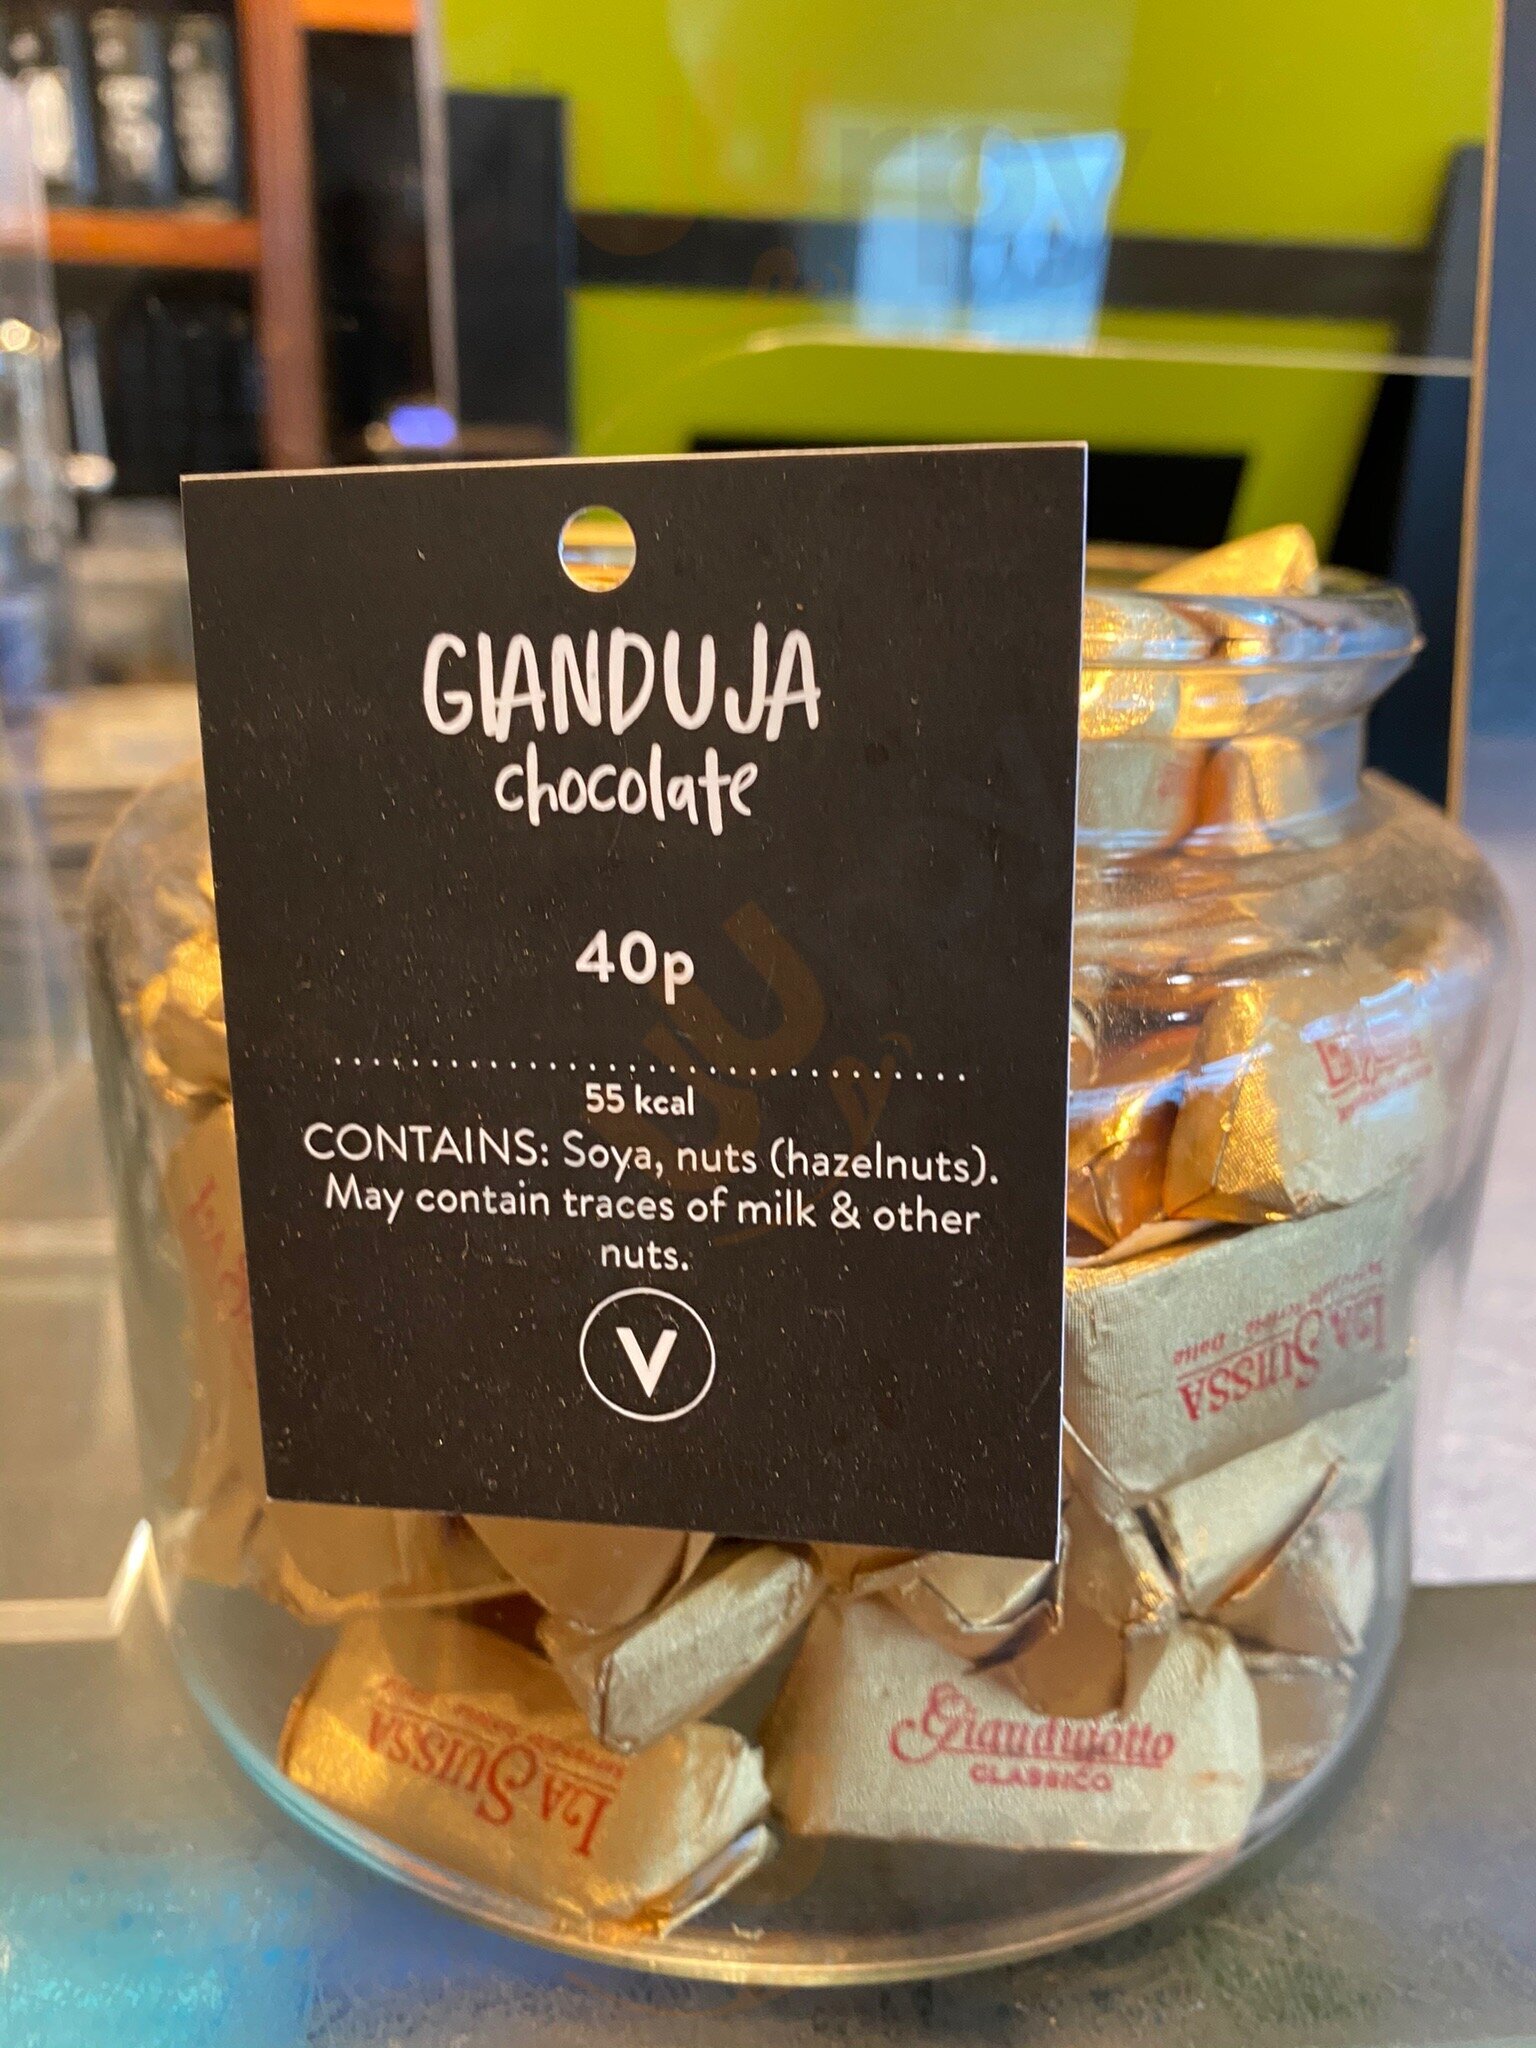 GIANDUJA
chocolate
40p
55 kcal
CONTAINS: Soya, nuts (hazelnuts).
May contain traces of milk & other
nuts.
V
LA SUISSA
LA SUISSA
Gianduiotto
CLASSICO